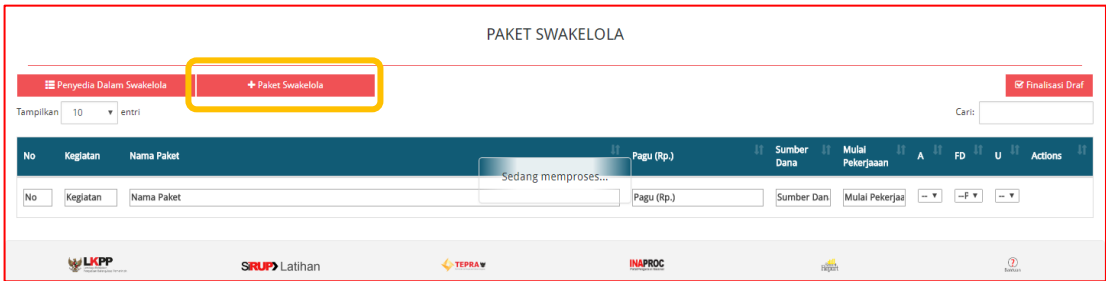 PAKET SWAKELOLA
Penyedia Dalam Swakelola + Paket Swakelola Finalisasi Draf
Tampilkan 10 entri Cari:
No Kegiatan Nama Paket Pagu (Rp.) Sumber Dana Mulai Pekerjaaan A FD U Actions
Sedang memproses...
No Kegiatan Nama Paket Pagu (Rp.) Sumber Dan Mulai Pekerjaa -- --F --
LKPP SiRUP Latihan TEPRA INAPROC